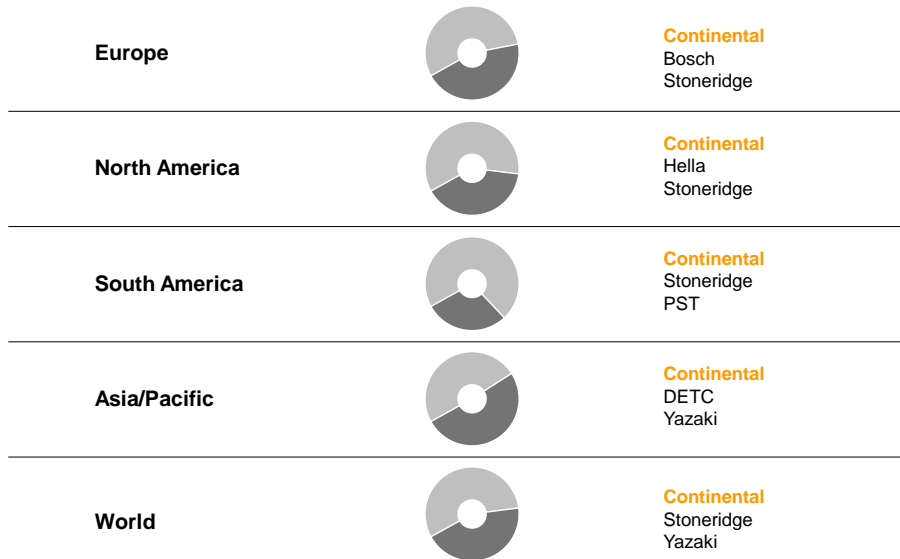 Europe
Continental
Bosch
Stoneridge
North America
Continental
Hella
Stoneridge
South America
Continental
Stoneridge
PST
Asia/Pacific
Continental
DETC
Yazaki
World
Continental
Stoneridge
Yazaki